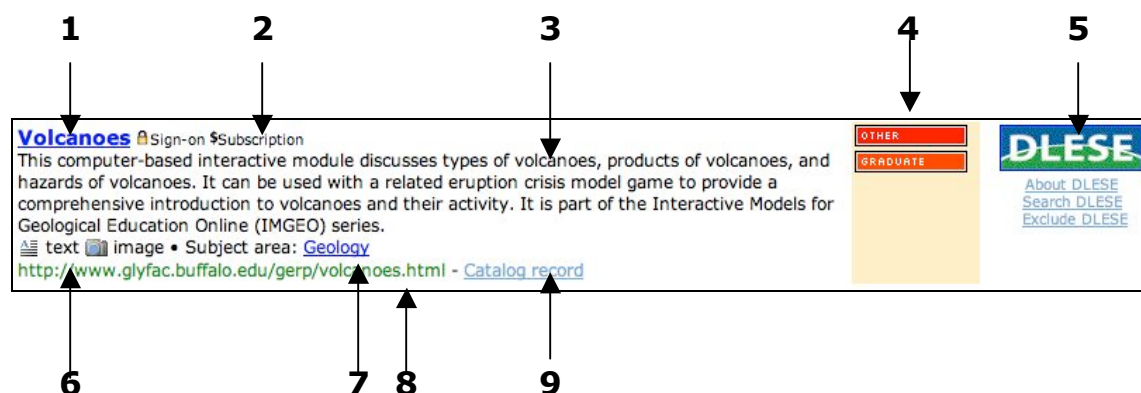 1 2 3 4 5
Volcanoes Sign-on $Subscription
This computer-based interactive module discusses types of volcanoes, products of volcanoes, and
hazards of volcanoes. It can be used with a related eruption crisis model game to provide a
comprehensive introduction to volcanoes and their activity. It is part of the Interactive Models for
Geological Education Online (IMGEO) series.
text image • Subject area: Geology
http://www.glyfac.buffalo.edu/gerp/volcanoes.html - Catalog record
OTHER
GRADUATE
DLESE
About DLESE
Search DLESE
Exclude DLESE
6 7 8 9